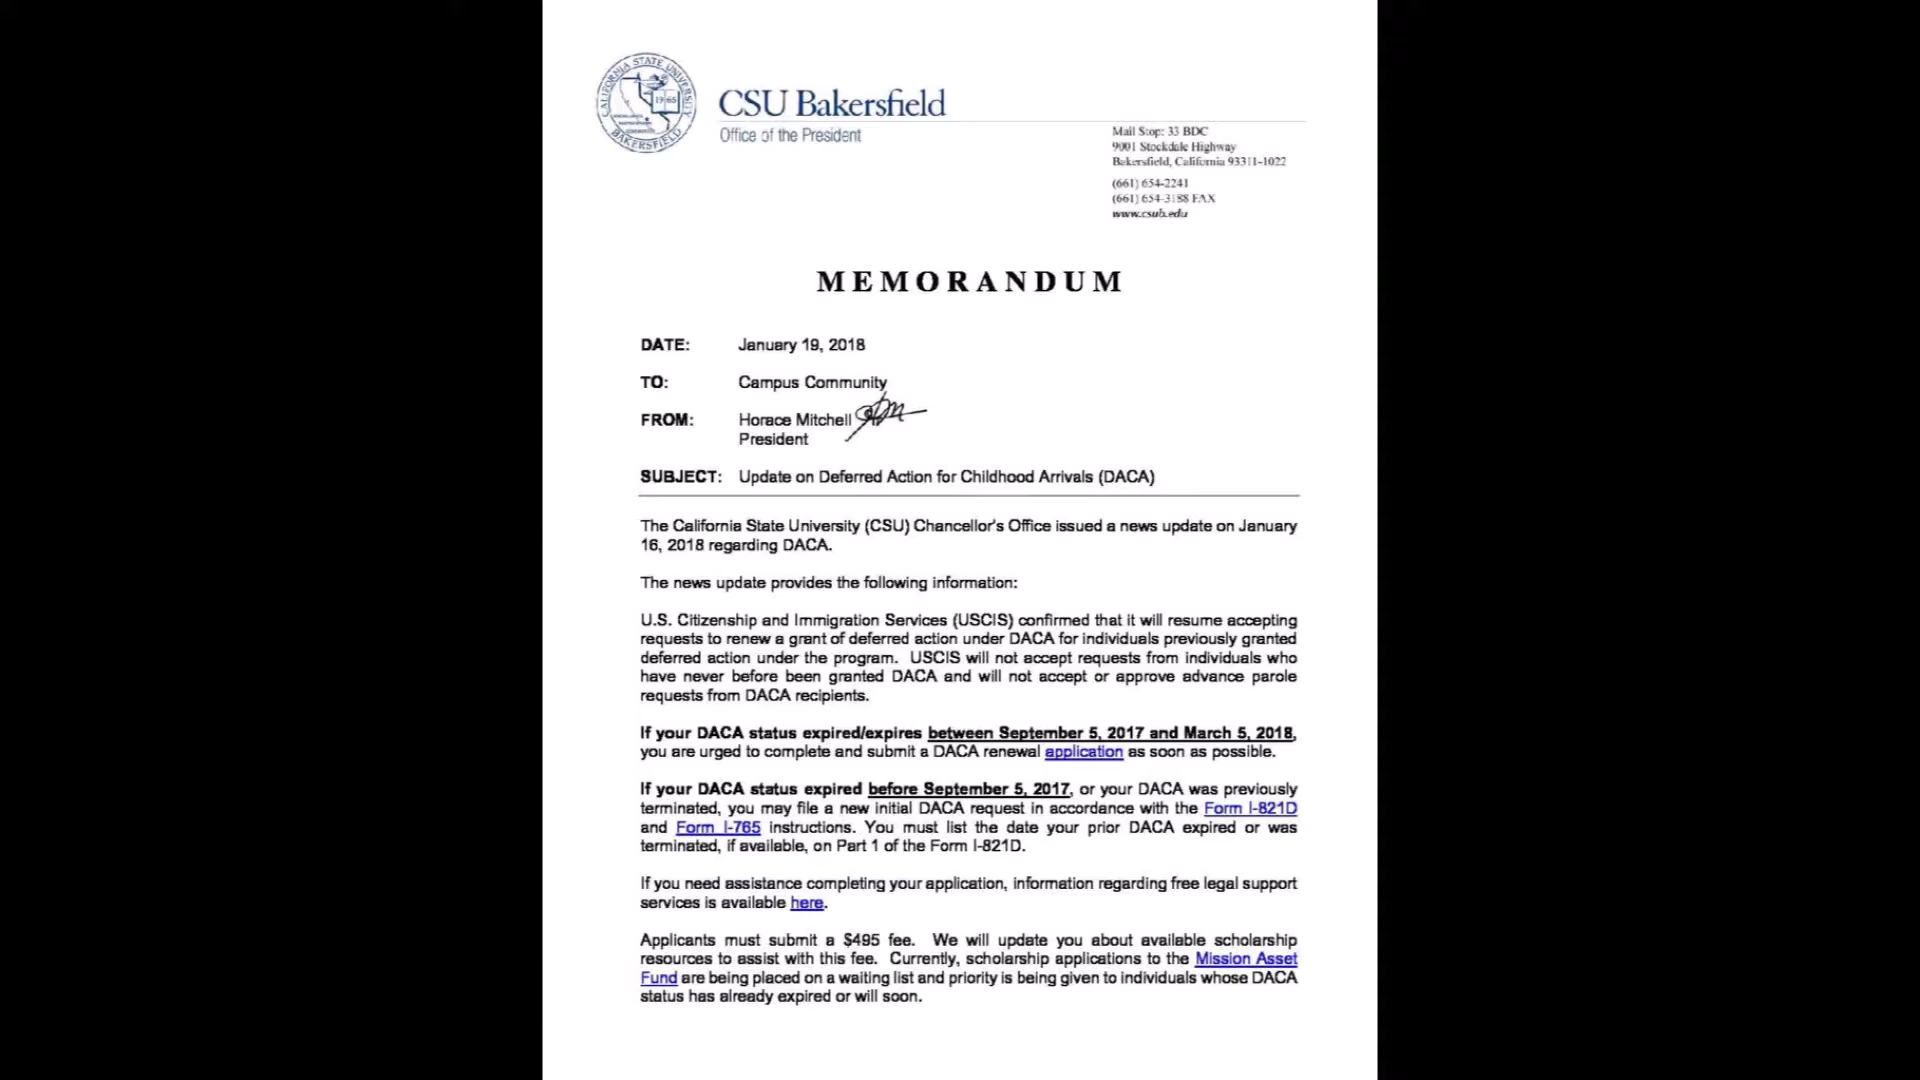 CALIFORNIA STATE UNIVERSITY
1965
BAKERSFIELD
CSU Bakersfield
Office of the President
Mail Stop: 33 BDC
9001 Stockdale Highway
Bakersfield, California 93311-1022
(661) 654-2241
(661) 654-3188 FAX
www.csub.edu
MEMORANDUM
DATE: January 19, 2018
TO: Campus Community
FROM: Horace Mitchell
President
SUBJECT: Update on Deferred Action for Childhood Arrivals (DACA)
The California State University (CSU) Chancellor's Office issued a news update on January
16, 2018 regarding DACA.
The news update provides the following information:
U.S. Citizenship and Immigration Services (USCIS) confirmed that it will resume accepting
requests to renew a grant of deferred action under DACA for individuals previously granted
deferred action under the program. USCIS will not accept requests from individuals who
have never before been granted DACA and will not accept or approve advance parole
requests from DACA recipients.
If your DACA status expired/expires between September 5, 2017 and March 5, 2018,
you are urged to complete and submit a DACA renewal application as soon as possible.
If your DACA status expired before September 5, 2017, or your DACA was previously
terminated, you may file a new initial DACA request in accordance with the Form I-821D
and Form I-765 instructions. You must list the date your prior DACA expired or was
terminated, if available, on Part 1 of the Form I-821D.
If you need assistance completing your application, information regarding free legal support
services is available here.
Applicants must submit a $495 fee. We will update you about available scholarship
resources to assist with this fee. Currently, scholarship applications to the Mission Asset
Fund are being placed on a waiting list and priority is being given to individuals whose DACA
status has already expired or will soon.